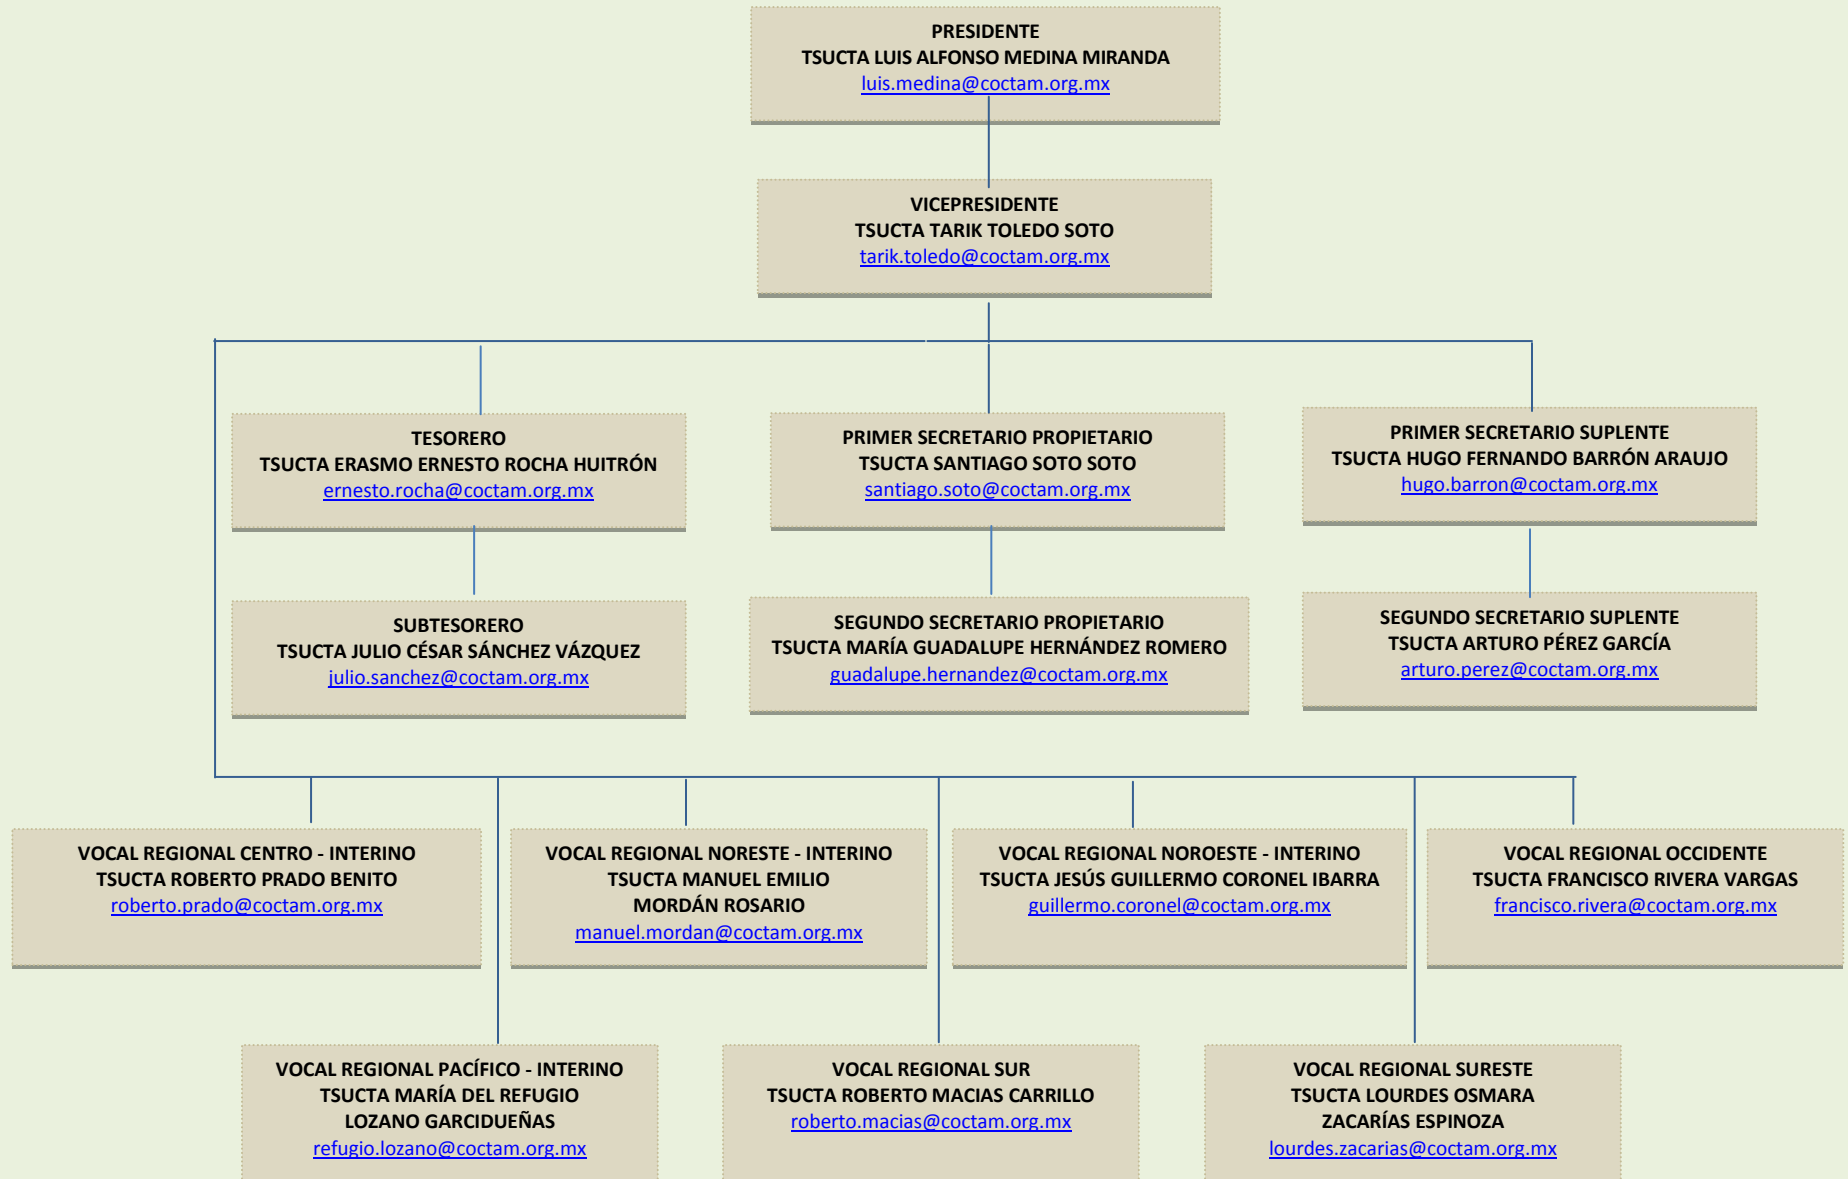 PRESIDENTE
TSUCTA LUIS ALFONSO MEDINA MIRANDA
luis.medina@coctam.org.mx
VICEPRESIDENTE
TSUCTA TARIK TOLEDO SOTO
tarik.toledo@coctam.org.mx
TESORERO
TSUCTA ERASMO ERNESTO ROCHA HUITRÓN
ernesto.rocha@coctam.org.mx
PRIMER SECRETARIO PROPIETARIO
TSUCTA SANTIAGO SOTO SOTO
santiago.soto@coctam.org.mx
PRIMER SECRETARIO SUPLENTE
TSUCTA HUGO FERNANDO BARRÓN ARAUJO
hugo.barron@coctam.org.mx
SUBTESORERO
TSUCTA JULIO CÉSAR SÁNCHEZ VÁZQUEZ
julio.sanchez@coctam.org.mx
SEGUNDO SECRETARIO PROPIETARIO
TSUCTA MARÍA GUADALUPE HERNÁNDEZ ROMERO
guadalupe.hernandez@coctam.org.mx
SEGUNDO SECRETARIO SUPLENTE
TSUCTA ARTURO PÉREZ GARCÍA
arturo.perez@coctam.org.mx
VOCAL REGIONAL CENTRO - INTERINO
TSUCTA ROBERTO PRADO BENITO
roberto.prado@coctam.org.mx
VOCAL REGIONAL NORESTE - INTERINO
TSUCTA MANUEL EMILIO
MORDÁN ROSARIO
manuel.mordan@coctam.org.mx
VOCAL REGIONAL NOROESTE - INTERINO
TSUCTA JESÚS GUILLERMO CORONEL IBARRA
guillermo.coronel@coctam.org.mx
VOCAL REGIONAL OCCIDENTE
TSUCTA FRANCISCO RIVERA VARGAS
francisco.rivera@coctam.org.mx
VOCAL REGIONAL PACÍFICO - INTERINO
TSUCTA MARÍA DEL REFUGIO
LOZANO GARCIDUEÑAS
refugio.lozano@coctam.org.mx
VOCAL REGIONAL SUR
TSUCTA ROBERTO MACIAS CARRILLO
roberto.macias@coctam.org.mx
VOCAL REGIONAL SURESTE
TSUCTA LOURDES OSMARA
ZACARÍAS ESPINOZA
lourdes.zacarias@coctam.org.mx